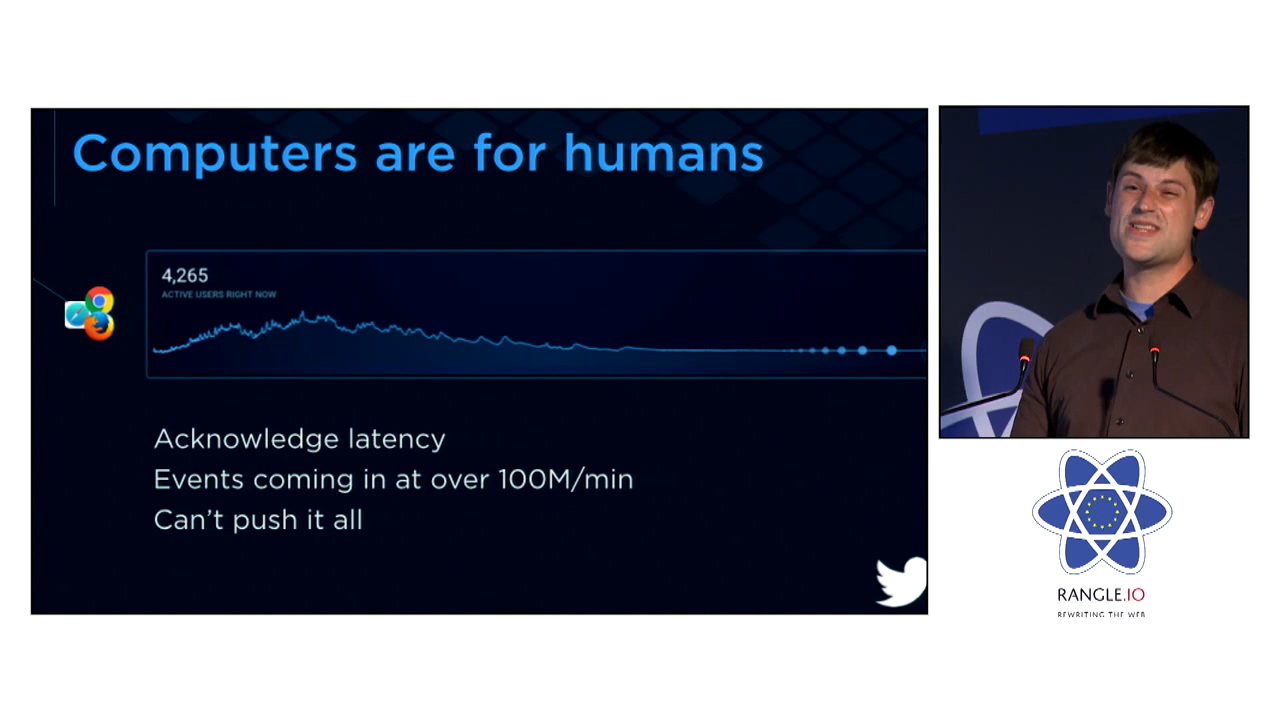 Computers are for humans
4,265
ACTIVE USERS RIGHT NOW
Acknowledge latency
Events coming in at over 100M/min
Can't push it all
RANGLE.IO
REWRITING THE WEB